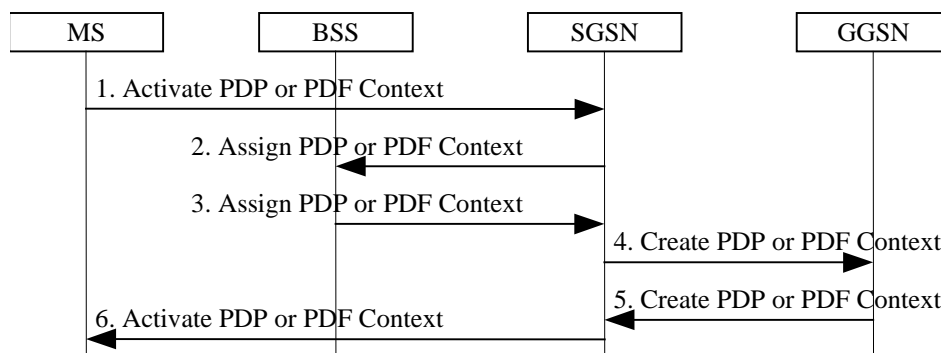 MS BSS SGSN GGSN
1. Activate PDP or PDF Context
2. Assign PDP or PDF Context
3. Assign PDP or PDF Context
4. Create PDP or PDF Context
5. Create PDP or PDF Context
6. Activate PDP or PDF Context